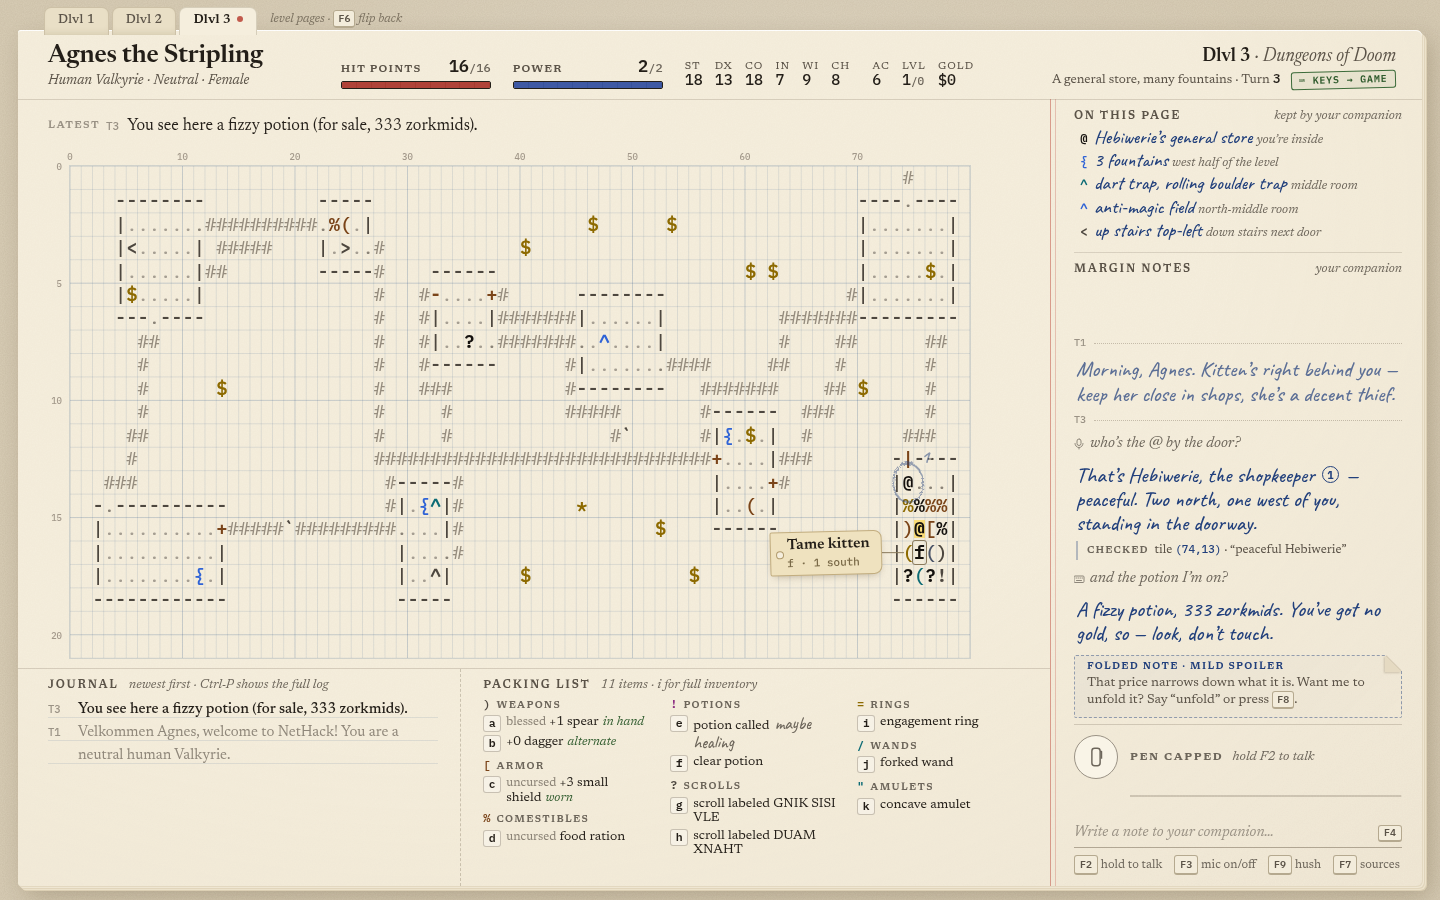 Dlvl 1 Dlvl 2 Dlvl 3 level pages · F6 flip back
Agnes the Stripling
Human Valkyrie · Neutral · Female
HIT POINTS 16/16
POWER 2/2
ST DX CO IN WI CH AC LVL GOLD
18 13 18 7 9 8 6 1/0 $0
Dlvl 3 · Dungeons of Doom
A general store, many fountains · Turn 3 KEYS → GAME
LATEST T3 You see here a fizzy potion (for sale, 333 zorkmids).
0 10 20 30 40 50 60 70
0
5
10
15
20
Tame kitten
f · 1 south
ON THIS PAGE kept by your companion
@ Hebiwerie's general store you're inside
{ 3 fountains west half of the level
^ dart trap, rolling boulder trap middle room
^ anti-magic field north-middle room
< up stairs top-left down stairs next door
MARGIN NOTES your companion
T1
Morning, Agnes. Kitten's right behind you —
keep her close in shops, she's a decent thief.
T3
who's the @ by the door?
That's Hebiwerie, the shopkeeper 1 —
peaceful. Two north, one west of you,
standing in the doorway.
CHECKED tile (74,13) · “peaceful Hebiwerie”
and the potion I'm on?
A fizzy potion, 333 zorkmids. You've got no
gold, so — look, don't touch.
FOLDED NOTE · MILD SPOILER
That price narrows down what it is. Want me to
unfold it? Say “unfold” or press F8.
PEN CAPPED hold F2 to talk
Write a note to your companion... F4
F2 hold to talk F3 mic on/off F9 hush F7 sources
JOURNAL newest first · Ctrl-P shows the full log
T3 You see here a fizzy potion (for sale, 333 zorkmids).
T1 Velkommen Agnes, welcome to NetHack! You are a
neutral human Valkyrie.
PACKING LIST 11 items · i for full inventory
) WEAPONS
a blessed +1 spear in hand
b +0 dagger alternate
[ ARMOR
c uncursed +3 small
shield worn
% COMESTIBLES
d uncursed food ration
! POTIONS
e potion called maybe
healing
f clear potion
? SCROLLS
g scroll labeled GNIK SISI
VLE
h scroll labeled DUAM
XNAHT
= RINGS
i engagement ring
/ WANDS
j forked wand
" AMULETS
k concave amulet